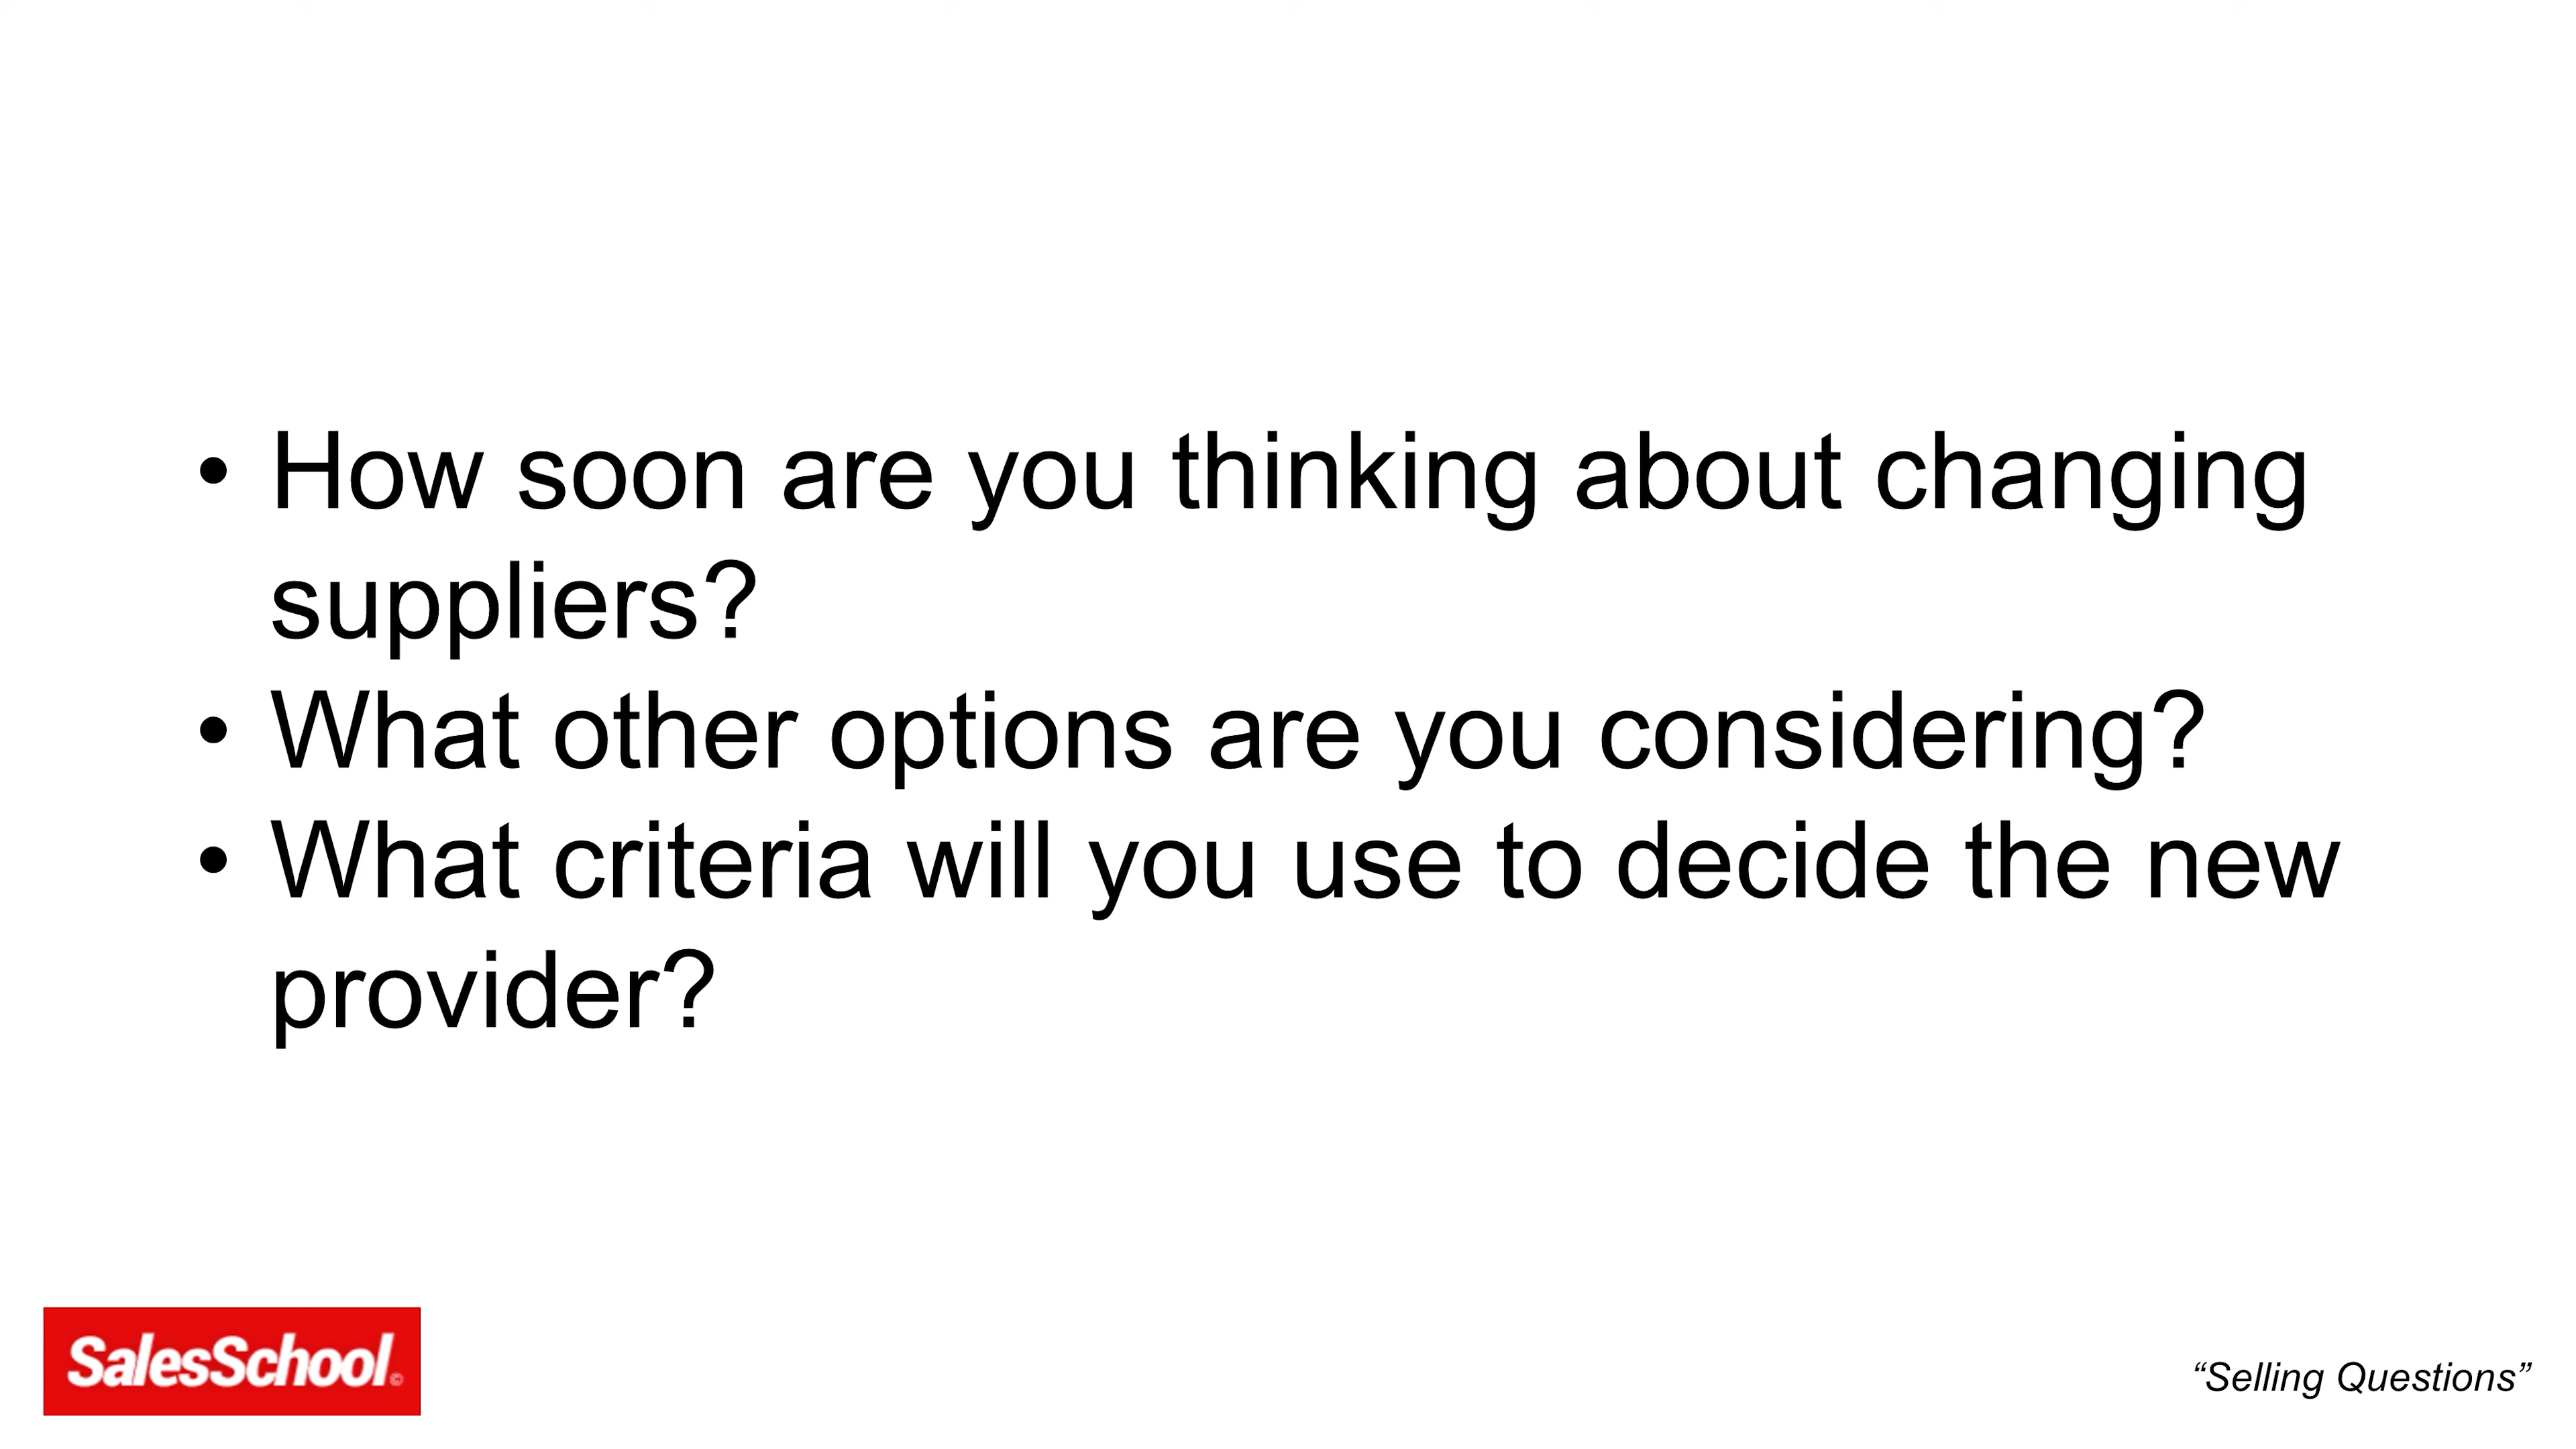 • How soon are you thinking about changing
suppliers?
• What other options are you considering?
• What criteria will you use to decide the new
provider?
SalesSchool©
“Selling Questions”